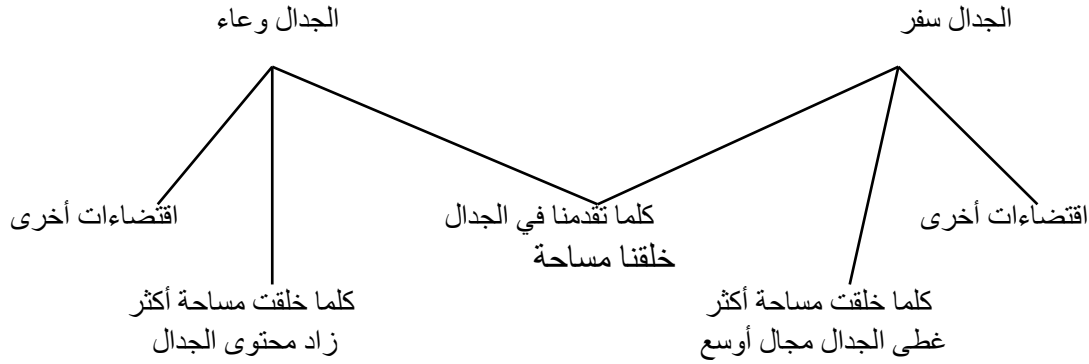 الجدال سفر
الجدال وعاء
اقتضاءات أخرى
كلما تقدمنا في الجدال
خلقنا مساحة
اقتضاءات أخرى
كلما خلقت مساحة أكثر
غطى الجدال مجال أوسع
كلما خلقت مساحة أكثر
زاد محتوى الجدال